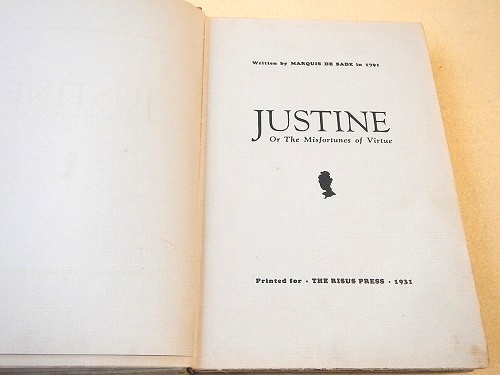 Written by MARQUIS DE SADE in 1791
JUSTINE
Or The Misfortunes of Virtue
Printed for · THE RISUS PRESS · 1931